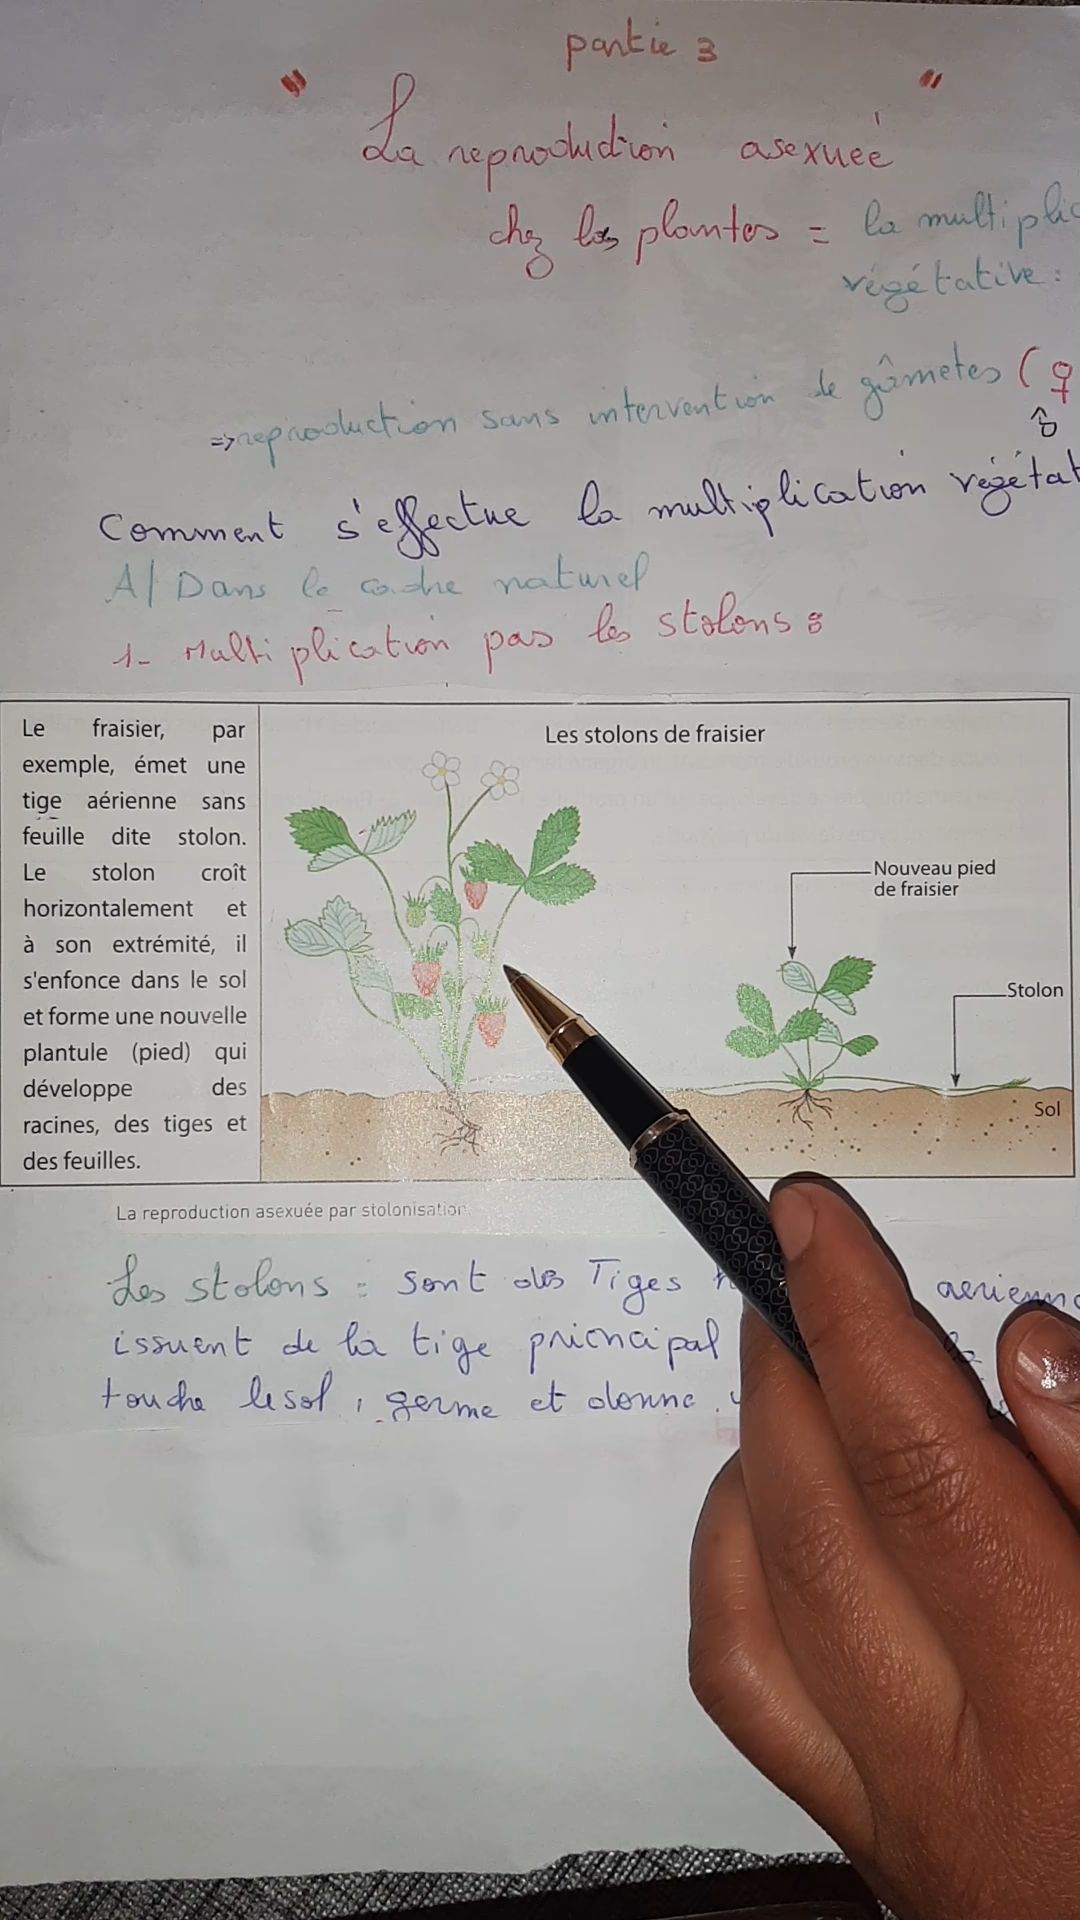 partie 3
" La reproduction asexuée "
chez les plantes = la multiplic
végétative :
=> reproduction sans intervention de gâmetes ( ♀
Comment s'effectue la multiplication végétat
A/ Dans le cadre naturel
1- Multiplication par les stolons :
Le fraisier, par
exemple, émet une
tige aérienne sans
feuille dite stolon.
Le stolon croît
horizontalement et
à son extrémité, il
s'enfonce dans le sol
et forme une nouvelle
plantule (pied) qui
développe des
racines, des tiges et
des feuilles.
Les stolons de fraisier
Nouveau pied
de fraisier
Stolon
Sol
La reproduction asexuée par stolonisation
Les stolons : sont des Tiges aerienn
issuent de la tige prioncipal
touche le sol , germe et donne